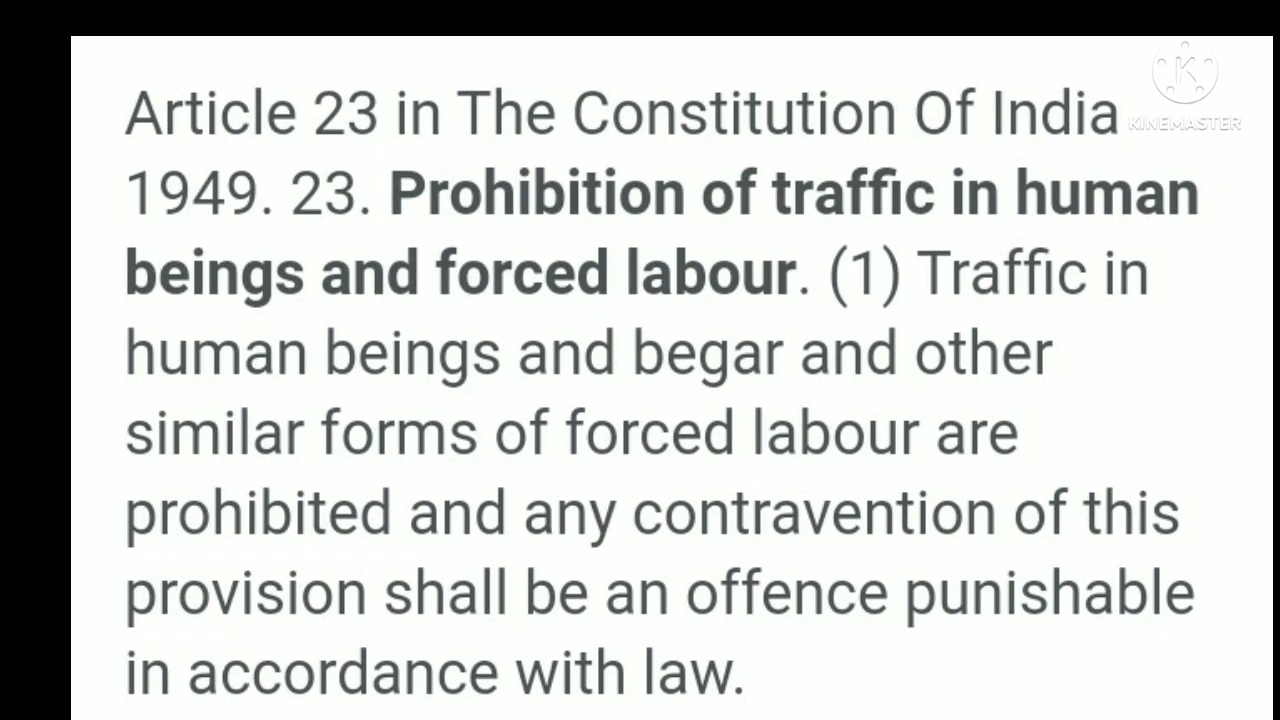 Article 23 in The Constitution Of India
KINEMASTER
1949. 23. Prohibition of traffic in human
beings and forced labour. (1) Traffic in
human beings and begar and other
similar forms of forced labour are
prohibited and any contravention of this
provision shall be an offence punishable
in accordance with law.